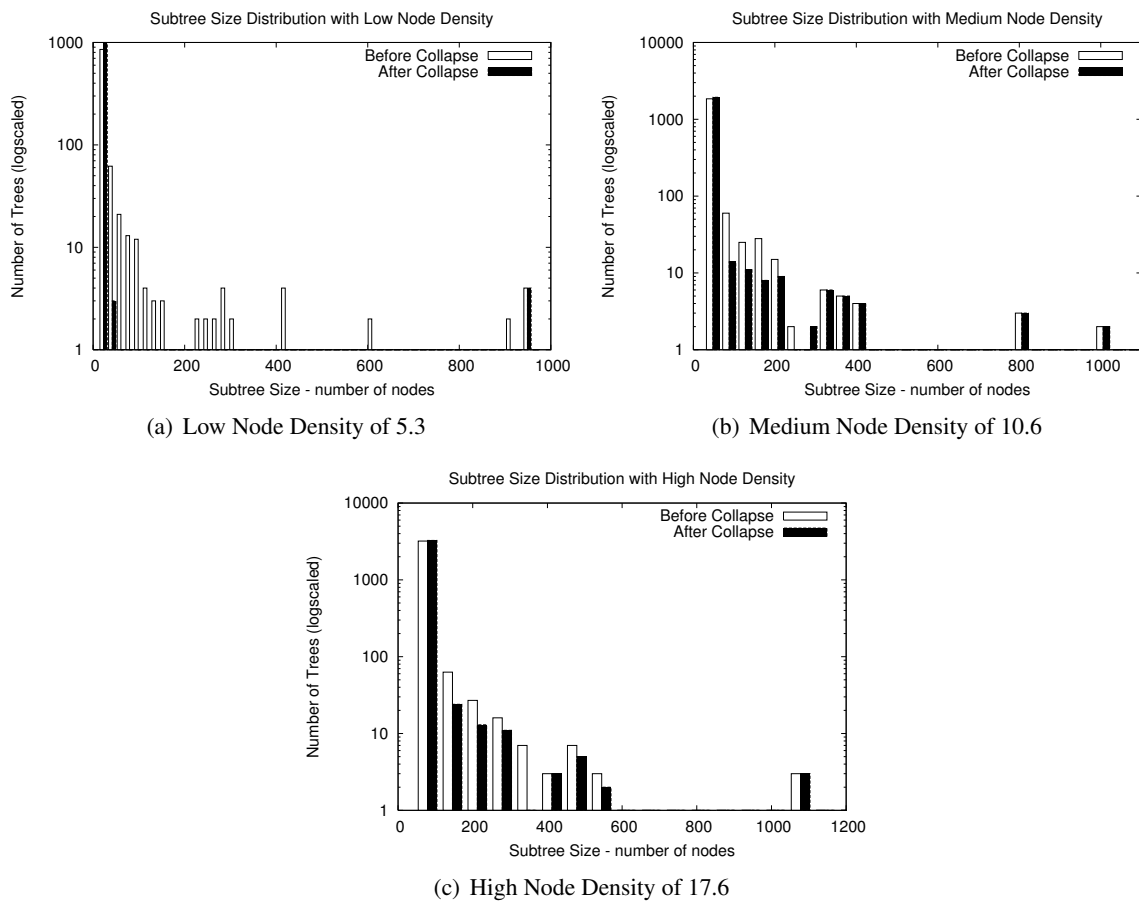 Subtree Size Distribution with Low Node Density
1000
100
10
1
0
200
400
600
800
1000
Number of Trees (logscaled)
Subtree Size - number of nodes
Before Collapse
After Collapse
(a) Low Node Density of 5.3
Subtree Size Distribution with Medium Node Density
10000
1000
100
10
1
0
200
400
600
800
1000
Number of Trees (logscaled)
Subtree Size - number of nodes
Before Collapse
After Collapse
(b) Medium Node Density of 10.6
Subtree Size Distribution with High Node Density
10000
1000
100
10
1
0
200
400
600
800
1000
1200
Number of Trees (logscaled)
Subtree Size - number of nodes
Before Collapse
After Collapse
(c) High Node Density of 17.6